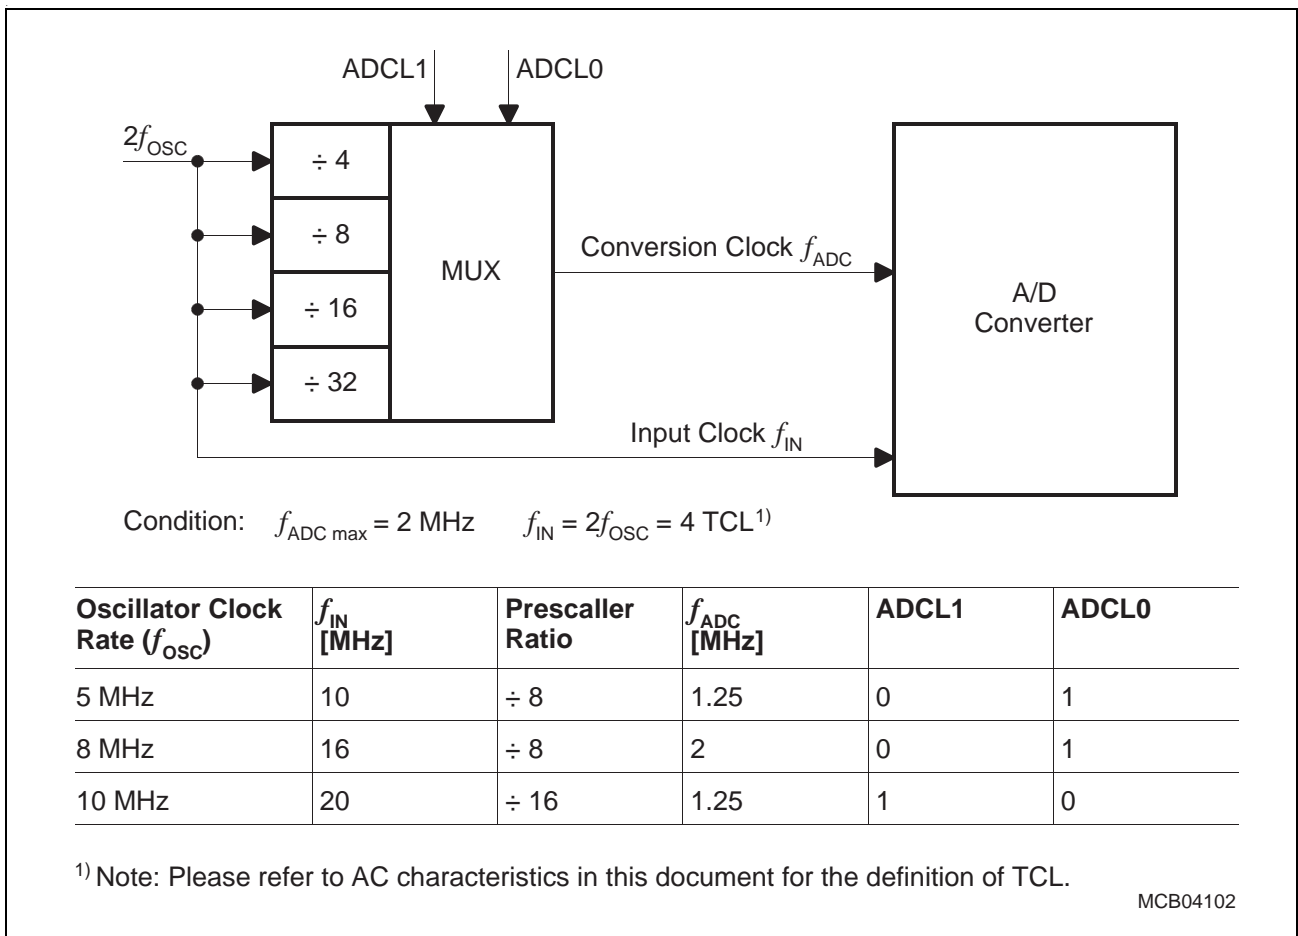 ADCL1 ADCL0
2fOSC
÷ 4
÷ 8
÷ 16
÷ 32
MUX
Conversion Clock fADC
A/D
Converter
Input Clock fIN
Condition: fADC max = 2 MHz fIN = 2fOSC = 4 TCL1)
Oscillator Clock Rate (fOSC) fIN [MHz] Prescaller Ratio fADC [MHz] ADCL1 ADCL0
5 MHz 10 ÷ 8 1.25 0 1
8 MHz 16 ÷ 8 2 0 1
10 MHz 20 ÷ 16 1.25 1 0
1) Note: Please refer to AC characteristics in this document for the definition of TCL.
MCB04102